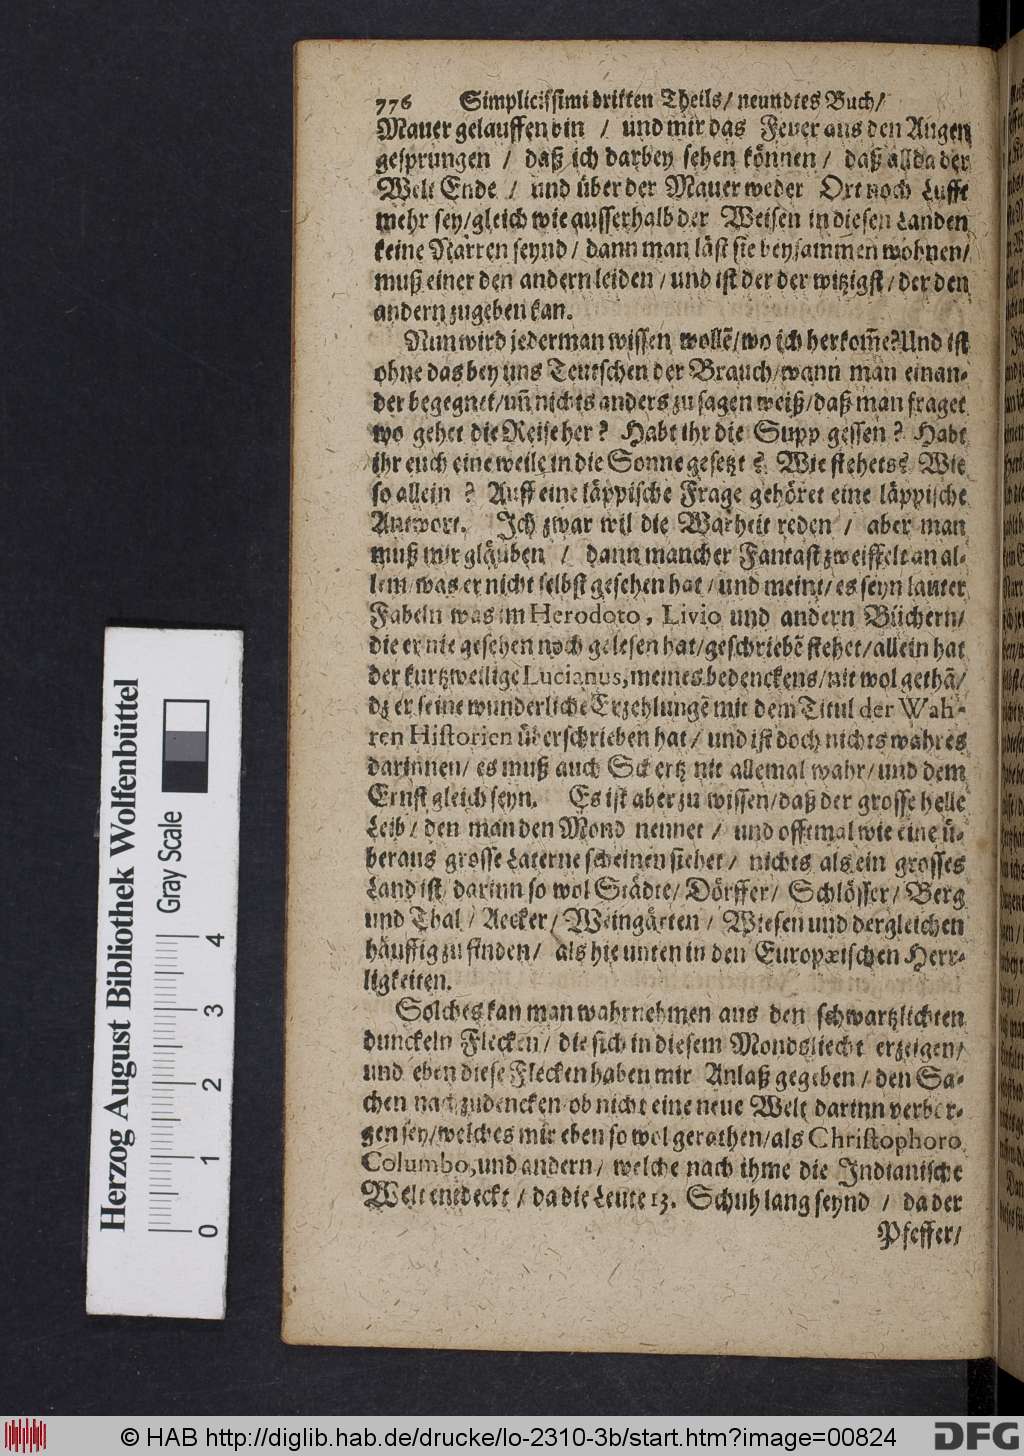 776 Simplicissimi dritten Theils/ neundtes Buch/
Mauer gelauffen bin / und mir das Feuer aus den Augen
gesprungen / daß ich darbey sehen können / daß allda der
Welt Ende / und über der Mauer weder Ort noch Lufft
mehr sey/gleich wie ausserhalb der Weisen in diesen Landen
keine Narren seynd / dann man läst sie beysammen wohnen/
muß einer den andern leiden / und ist der der witzigst / der den
andern zugeben kan.
Nun wird jederman wissen wollē/wo ich herkom̄e?Und ist
ohne das bey uns Teutschen der Brauch/wann man einan-
der begegnet/un̄ nichts anders zu sagen weiß/daß man fraget
wo gehet die Reise her? Habt ihr die Supp gessen? Habt
ihr euch eine weile in die Sonne gesetzt? Wie stehets? Wie
so allein ? Auff eine läppische Frage gehöret eine läppische
Antwort. Ich zwar wil die Warheit reden / aber man
muß mir gläuben / dann mancher Fantast zweiffelt an al-
lem/was er nicht selbst gesehen hat / und meint/es seyn lauter
Fabeln was im Herodoto, Livio und andern Büchern/
die er nie gesehen noch gelesen hat/geschriebē stehet/allein hat
der kurtzweilige Lucianus,meines bedenckens/nit wol gethā/
dz er seine wunderliche Erzehlungē mit dem Titul der Wah-
ren Historien überschrieben hat / und ist doch nichts wahres
darinnen/ es muß auch Schertz nit allemal wahr/und dem
Ernst gleich seyn. Es ist aber zu wissen/daß der grosse helle
Leib/ den man den Mond nennet / und offtmal wie eine ü-
beraus grosse Laterne scheinen siehet / nichts als ein grosses
Land ist/ darinn so wol Städte/ Dörffer/ Schlösser/ Berg
und Thal / Aecker/ Weingärten / Wiesen und dergleichen
häuffig zu finden/ als hie unten in den Europæischen Herr-
ligkeiten.
Solches kan man wahrnehmen aus den schwartzlichten
dunckeln Flecken/ die sich in diesem Mondsliecht erzeigen/
und eben diese Flecken haben mir Anlaß gegeben / den Sa-
chen nachzudencken/ob nicht eine neue Welt darinn verbor-
gen sey/welches mir eben so wol gerathen/als Christophoro
Columbo,und andern/ welche nach ihme die Indianische
Welt entdeckt / da die Leute 13. Schuh lang seynd / da der
Pfeffer/
Herzog August Bibliothek Wolfenbüttel
Gray Scale
0 1 2 3 4
© HAB http://diglib.hab.de/drucke/lo-2310-3b/start.htm?image=00824
DFG